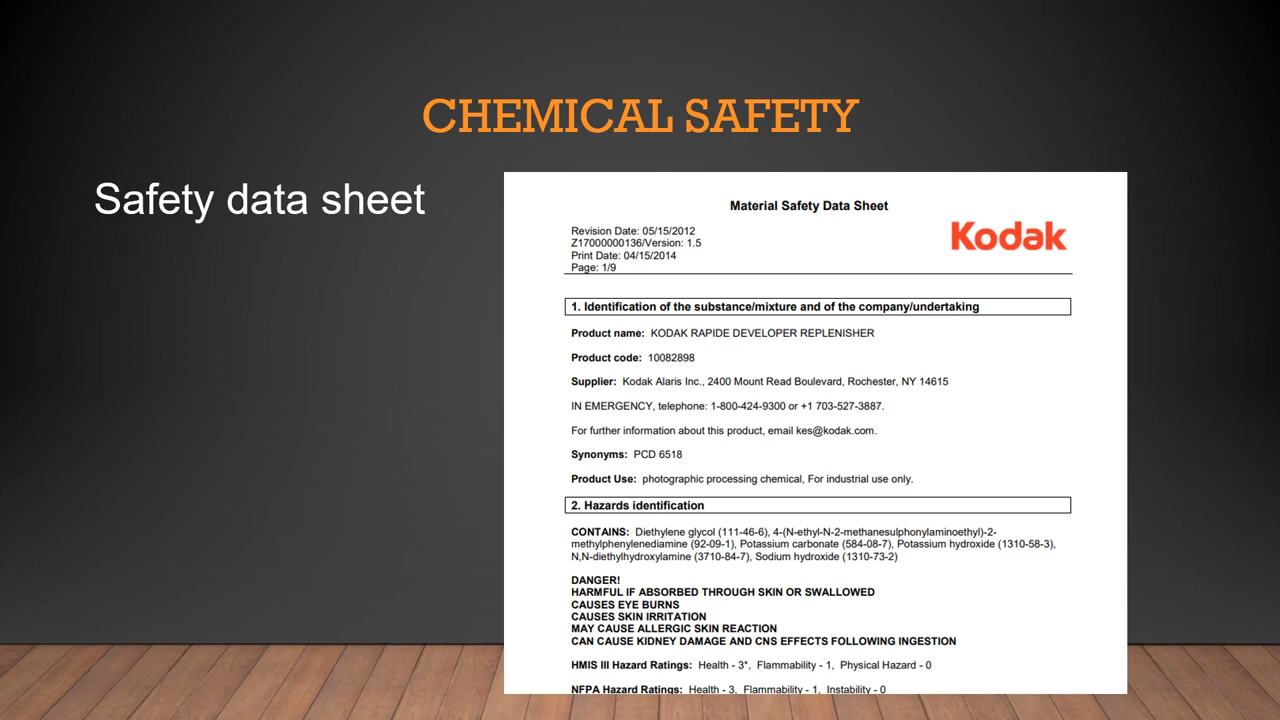 CHEMICAL SAFETY
Safety data sheet
Material Safety Data Sheet
Kodak
Revision Date: 05/15/2012
Z17000000136/Version: 1.5
Print Date: 04/15/2014
Page: 1/9
1. Identification of the substance/mixture and of the company/undertaking
Product name: KODAK RAPIDE DEVELOPER REPLENISHER
Product code: 10082898
Supplier: Kodak Alaris Inc., 2400 Mount Read Boulevard, Rochester, NY 14615
IN EMERGENCY, telephone: 1-800-424-9300 or +1 703-527-3887.
For further information about this product, email kes@kodak.com.
Synonyms: PCD 6518
Product Use: photographic processing chemical, For industrial use only.
2. Hazards identification
CONTAINS: Diethylene glycol (111-46-6), 4-(N-ethyl-N-2-methanesulphonylaminoethyl)-2-
methylphenylenediamine (92-09-1), Potassium carbonate (584-08-7), Potassium hydroxide (1310-58-3),
N,N-diethylhydroxylamine (3710-84-7), Sodium hydroxide (1310-73-2)
DANGER!
HARMFUL IF ABSORBED THROUGH SKIN OR SWALLOWED
CAUSES EYE BURNS
CAUSES SKIN IRRITATION
MAY CAUSE ALLERGIC SKIN REACTION
CAN CAUSE KIDNEY DAMAGE AND CNS EFFECTS FOLLOWING INGESTION
HMIS III Hazard Ratings: Health - 3*, Flammability - 1, Physical Hazard - 0
NFPA Hazard Ratings: Health - 3, Flammability - 1, Instability - 0